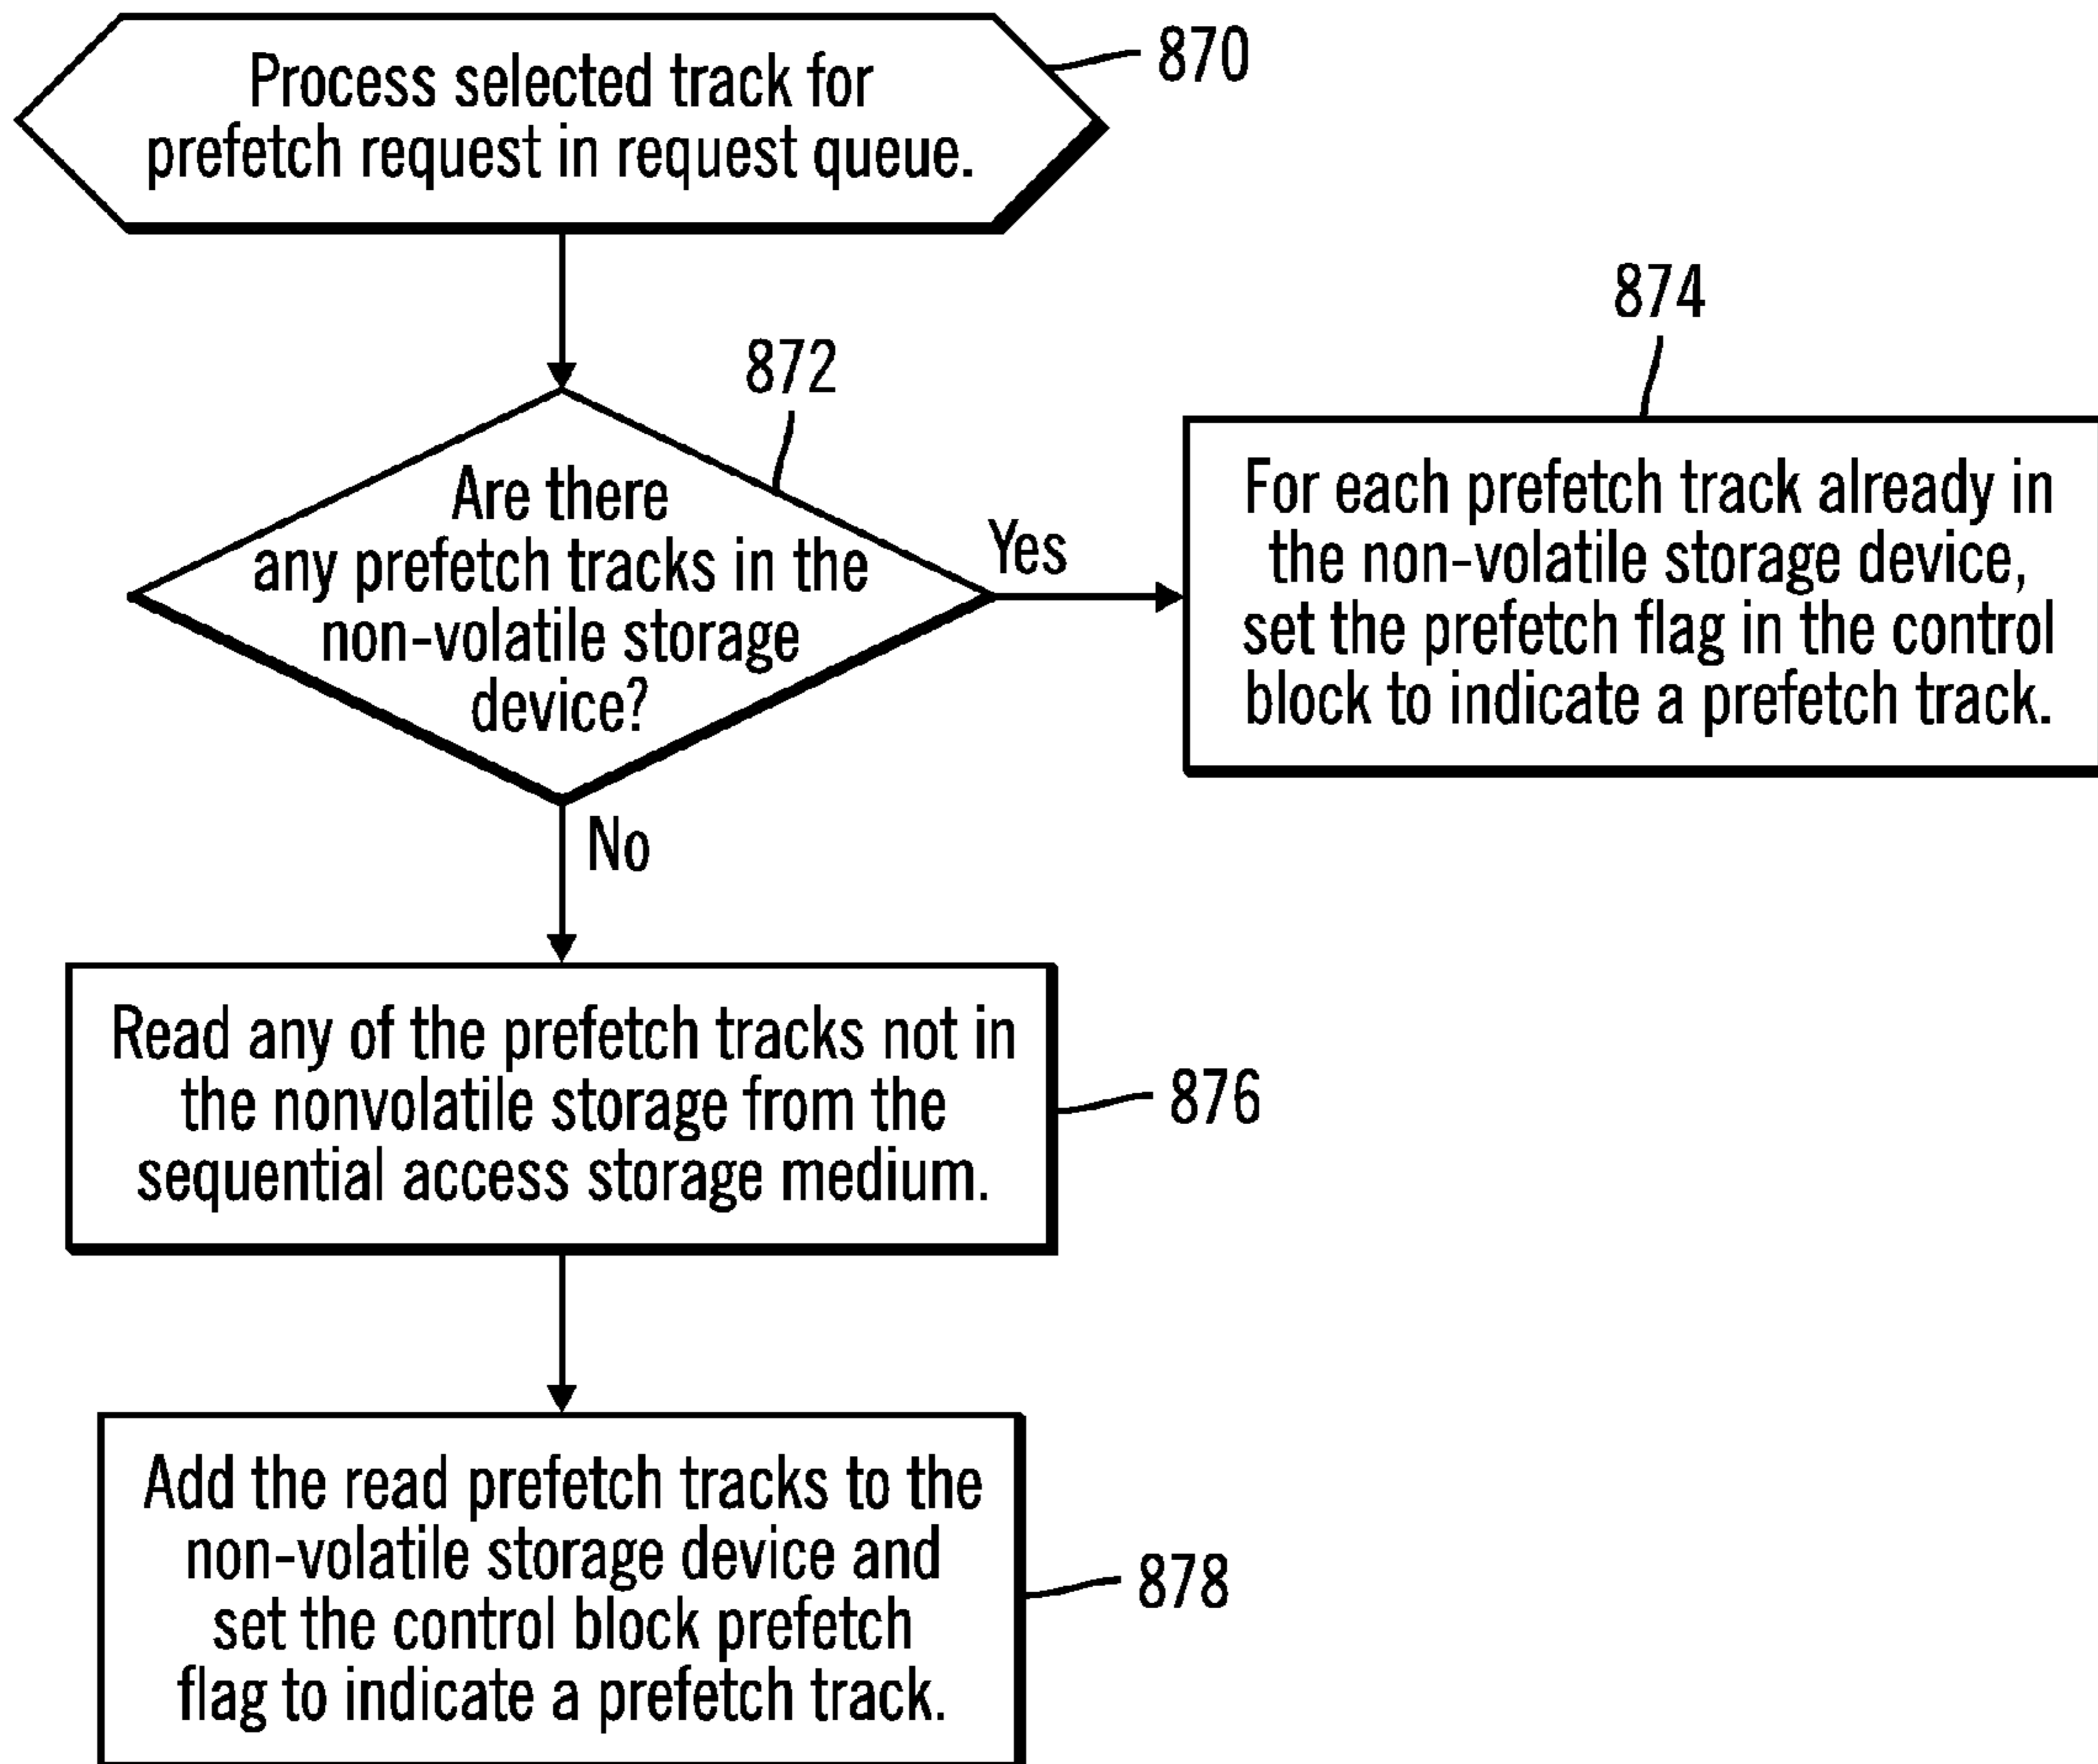 Process selected track for
prefetch request in request queue.
870
872
Are there
any prefetch tracks in the
non-volatile storage
device?
Yes
874
For each prefetch track already in
the non-volatile storage device,
set the prefetch flag in the control
block to indicate a prefetch track.
No
Read any of the prefetch tracks not in
the nonvolatile storage from the
sequential access storage medium.
876
Add the read prefetch tracks to the
non-volatile storage device and
set the control block prefetch
flag to indicate a prefetch track.
878